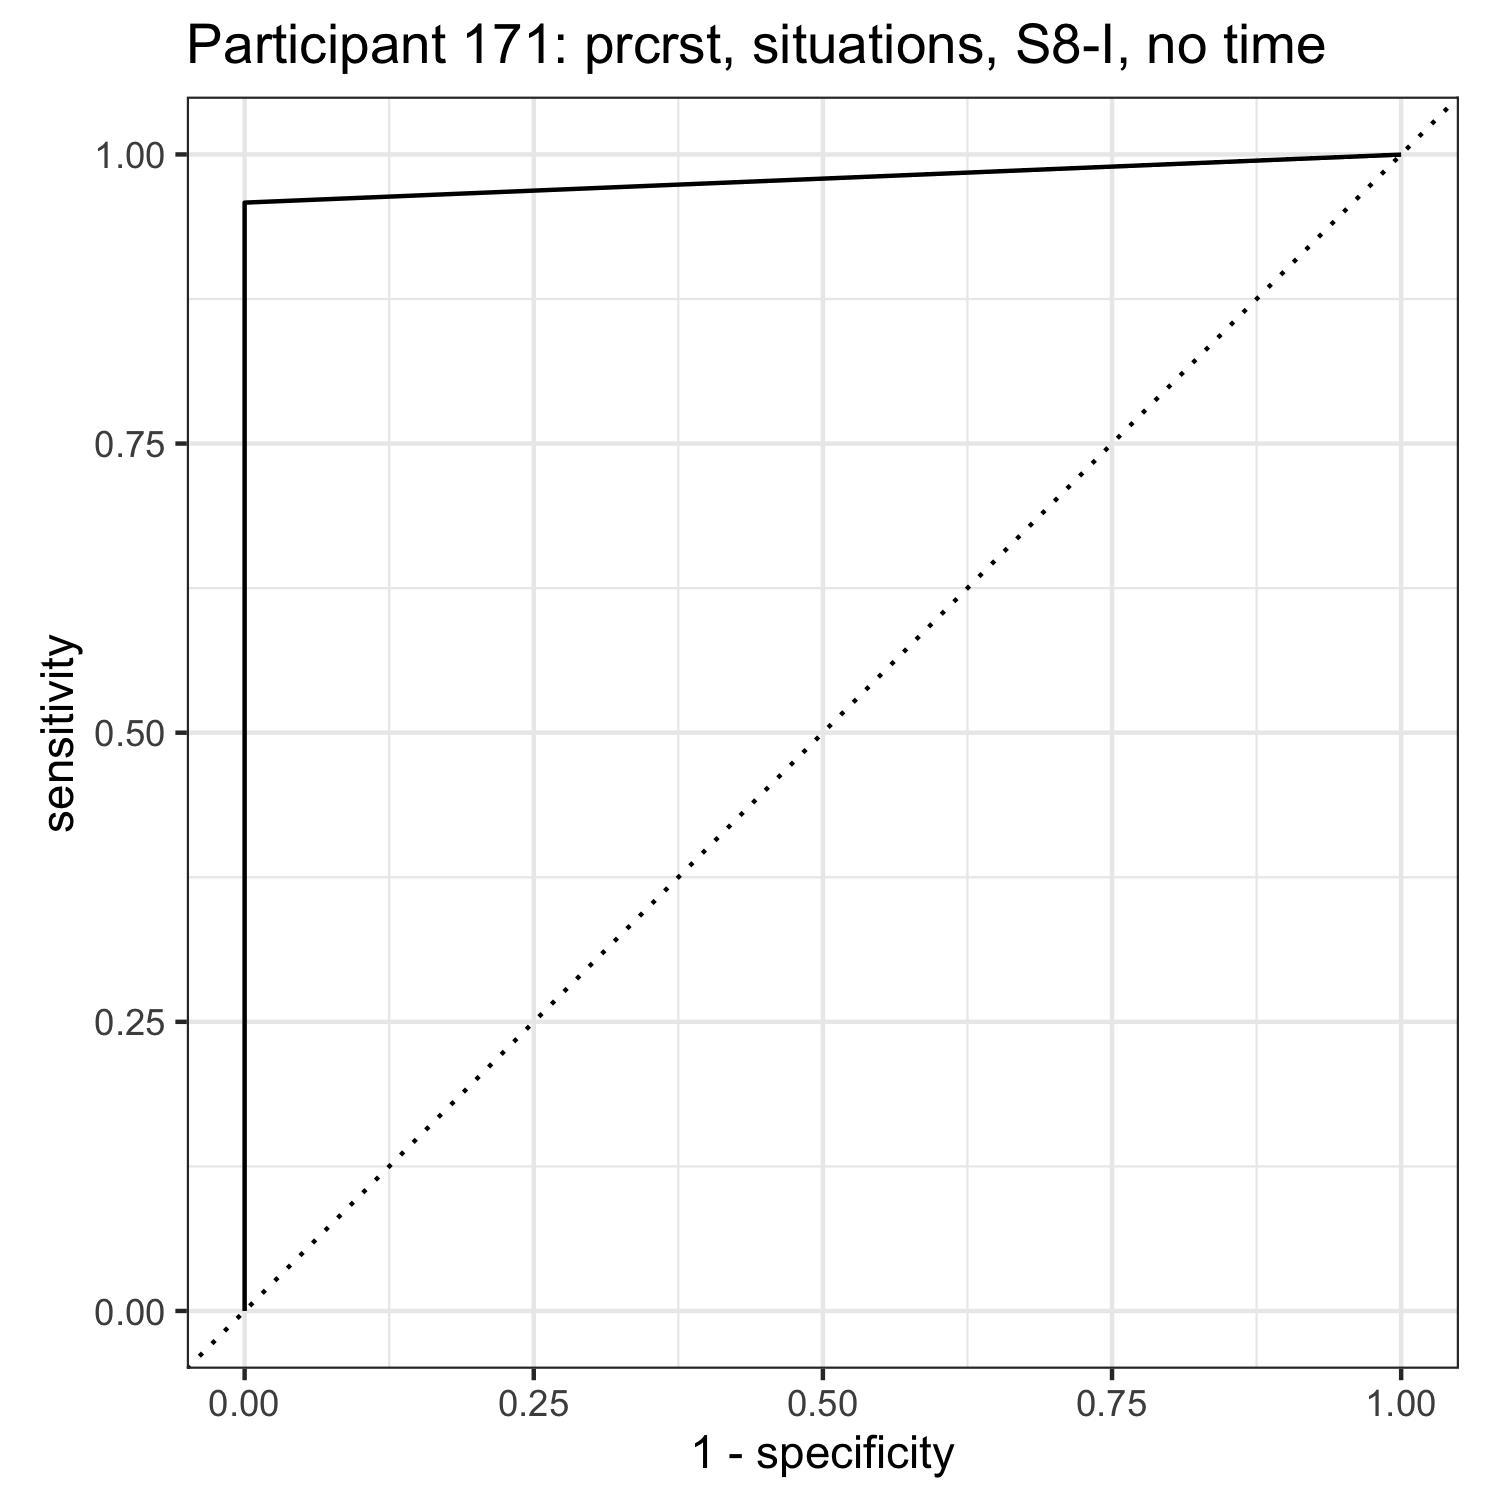 Participant 171: prcrst, situations, S8-I, no time
1.00
0.75
0.50
0.25
0.00
sensitivity
0.00 0.25 0.50 0.75 1.00
1 - specificity